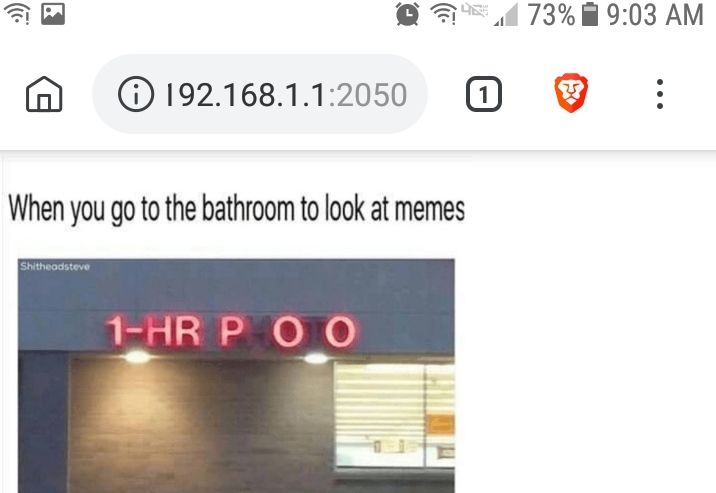 4G 73% 9:03 AM
192.168.1.1:2050
1
When you go to the bathroom to look at memes
Shitheadsteve
1-HR P O O